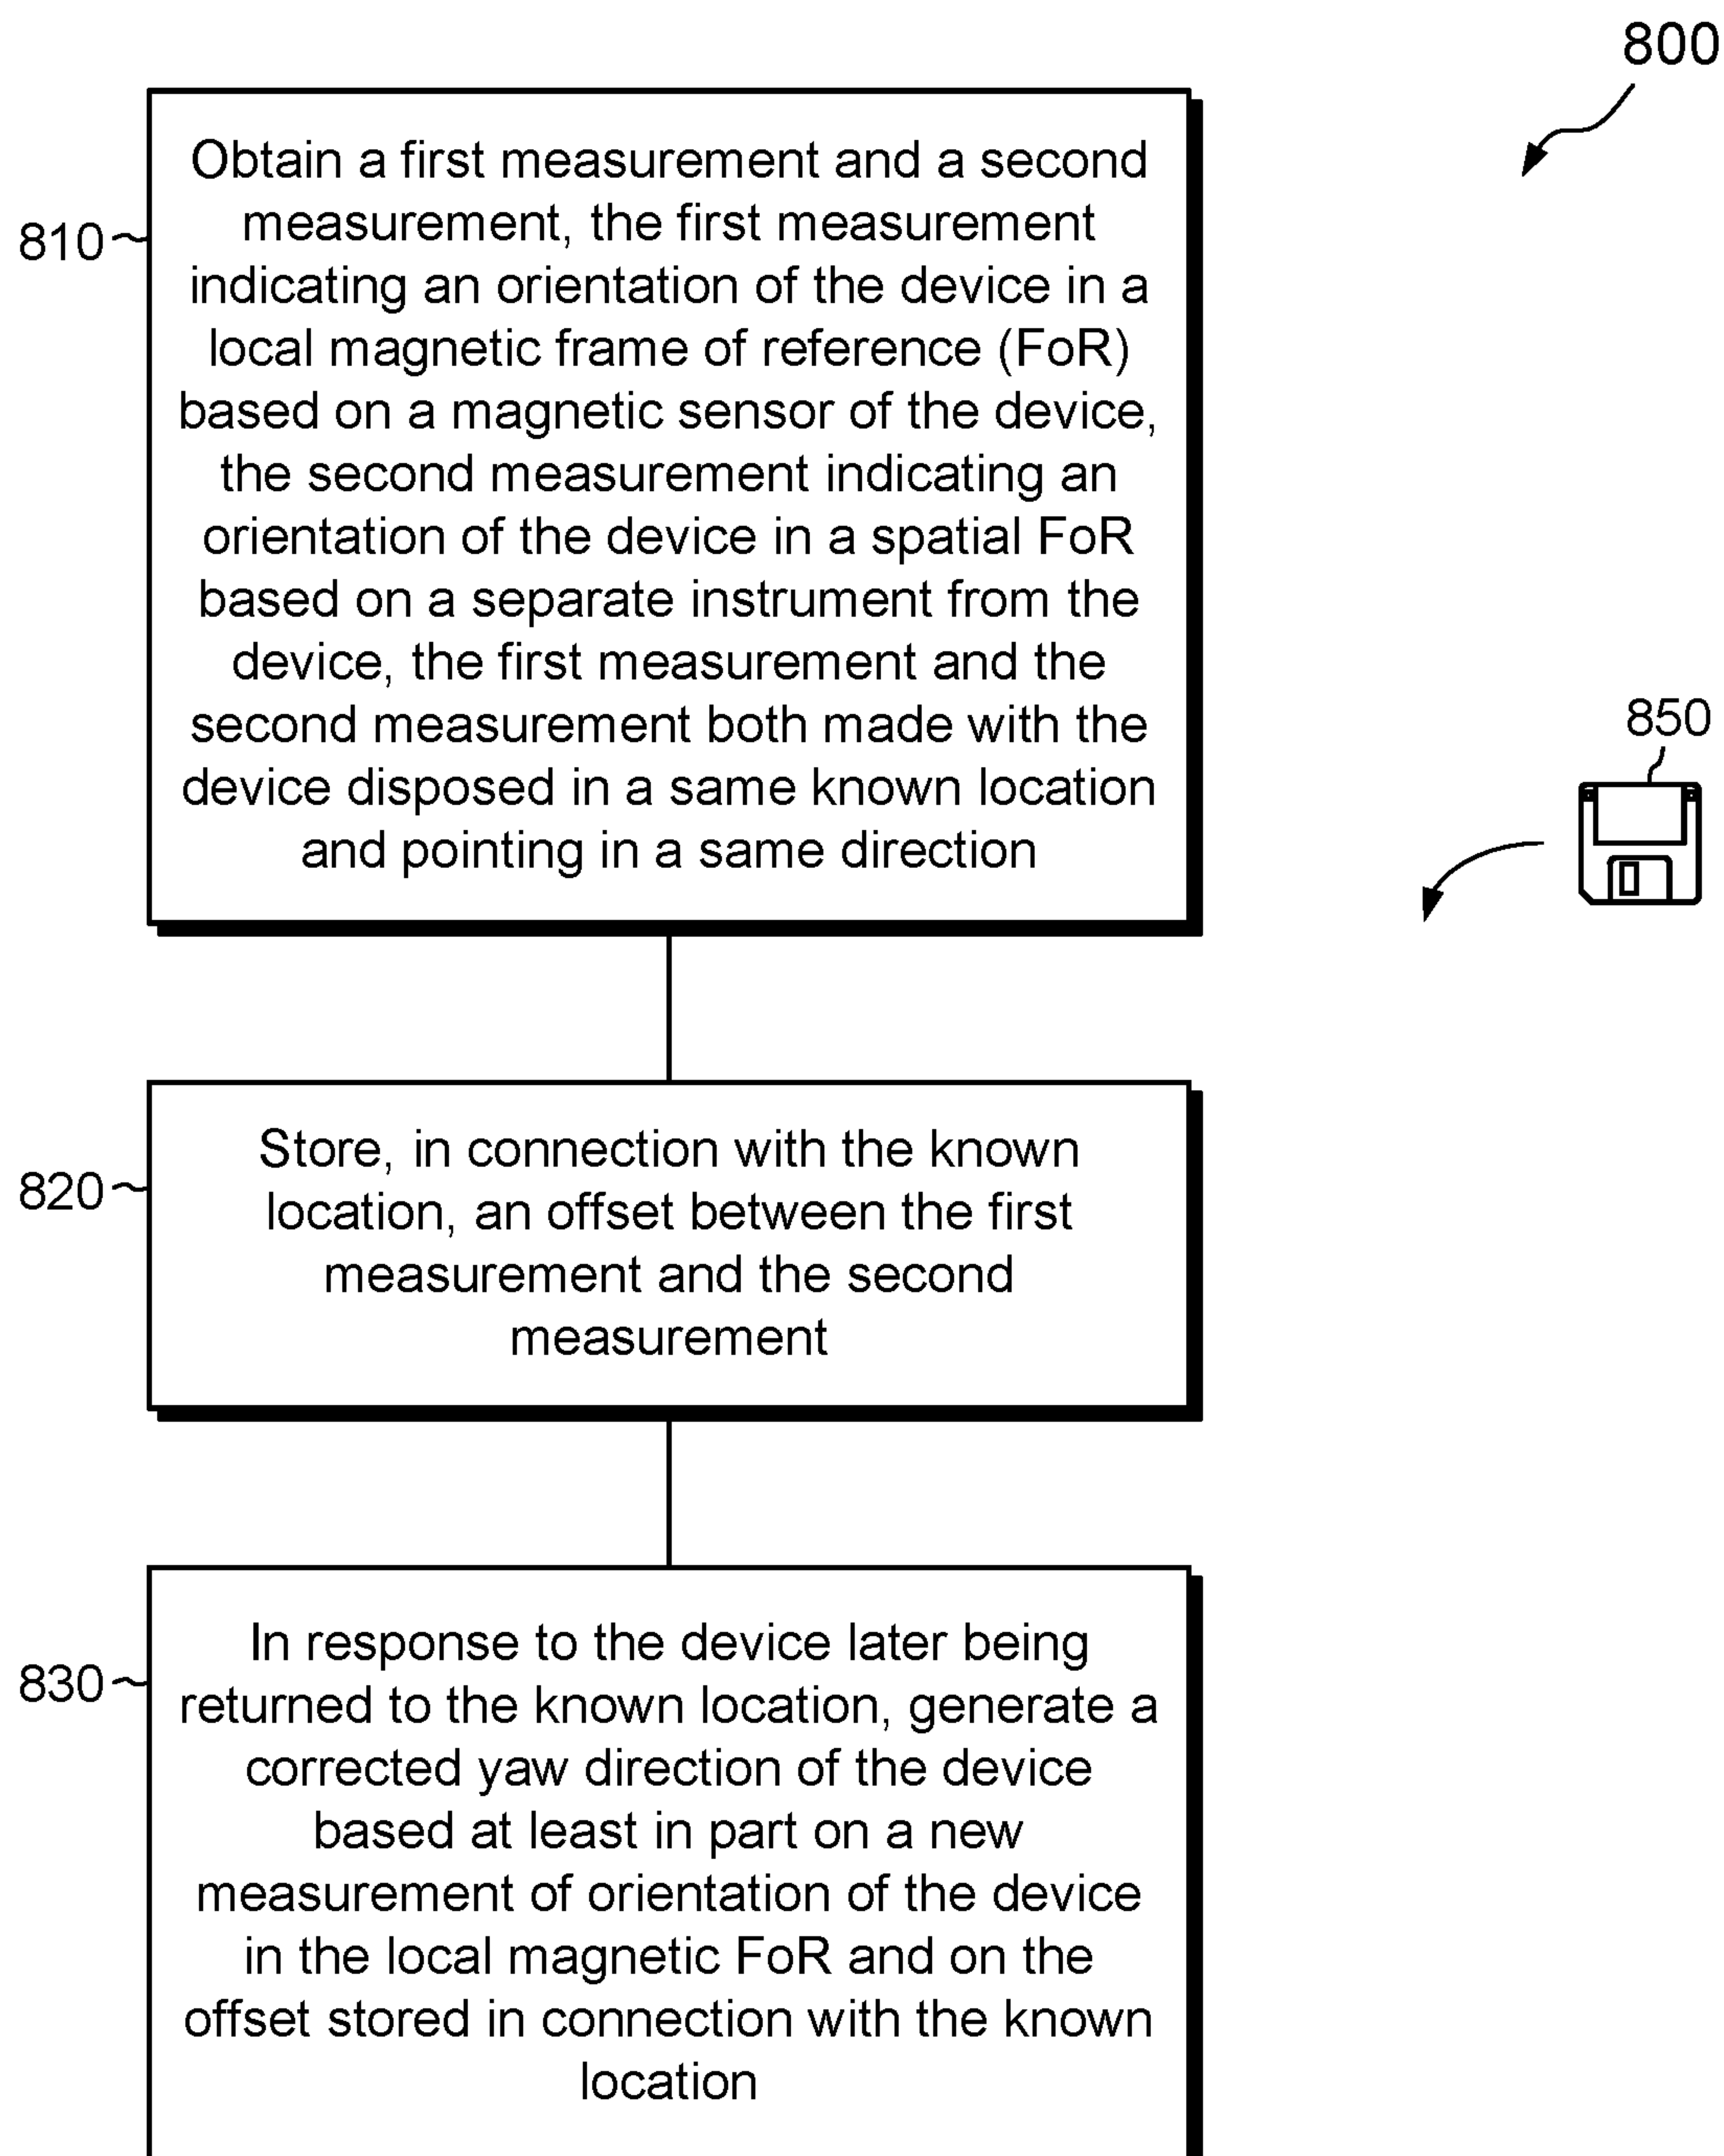 800
810
Obtain a first measurement and a second
measurement, the first measurement
indicating an orientation of the device in a
local magnetic frame of reference (FoR)
based on a magnetic sensor of the device,
the second measurement indicating an
orientation of the device in a spatial FoR
based on a separate instrument from the
device, the first measurement and the
second measurement both made with the
device disposed in a same known location
and pointing in a same direction
850
820
Store, in connection with the known
location, an offset between the first
measurement and the second
measurement
830
In response to the device later being
returned to the known location, generate a
corrected yaw direction of the device
based at least in part on a new
measurement of orientation of the device
in the local magnetic FoR and on the
offset stored in connection with the known
location